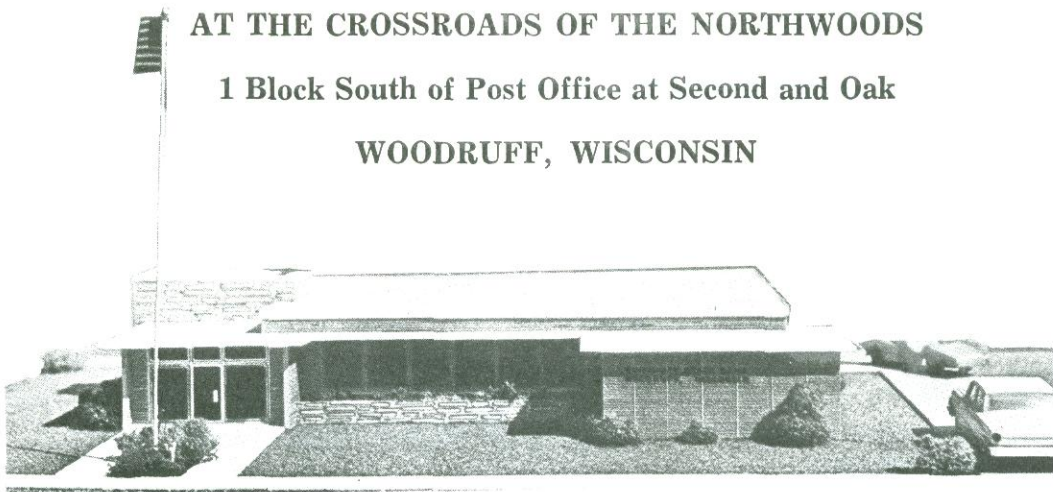 AT THE CROSSROADS OF THE NORTHWOODS
1 Block South of Post Office at Second and Oak
WOODRUFF, WISCONSIN